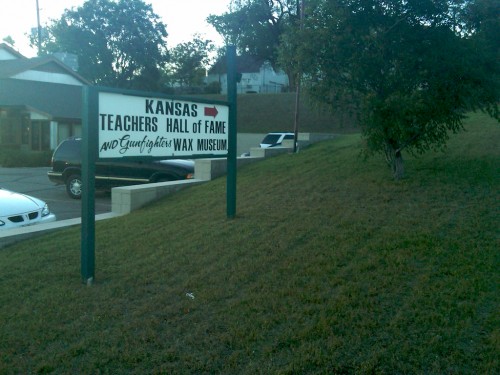 KANSAS
TEACHERS HALL of FAME
AND Gunfighters WAX MUSEUM